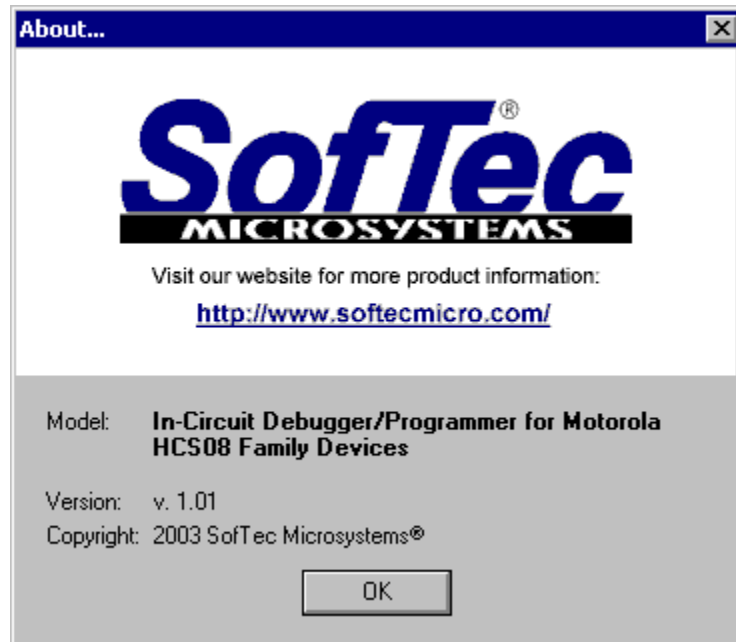 About...
SofTec®
MICROSYSTEMS
Visit our website for more product information:
http://www.softecmicro.com/
Model: In-Circuit Debugger/Programmer for Motorola
HCS08 Family Devices
Version: v. 1.01
Copyright: 2003 SofTec Microsystems®
OK